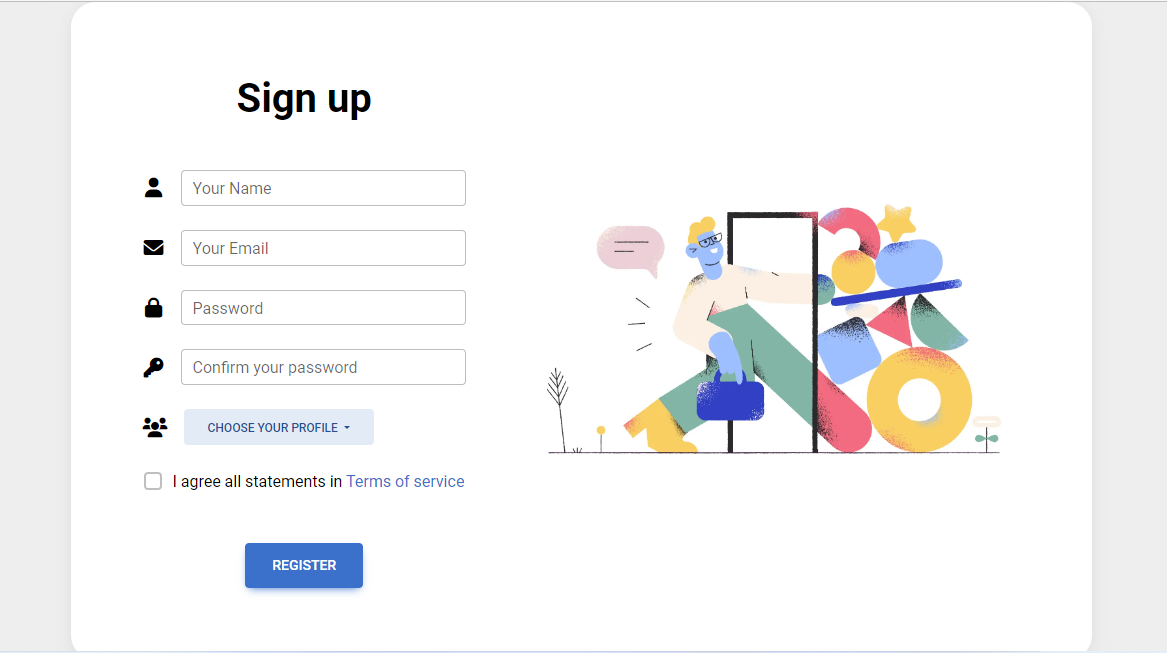 Sign up
Your Name
Your Email
Password
Confirm your password
CHOOSE YOUR PROFILE
I agree all statements in Terms of service
REGISTER